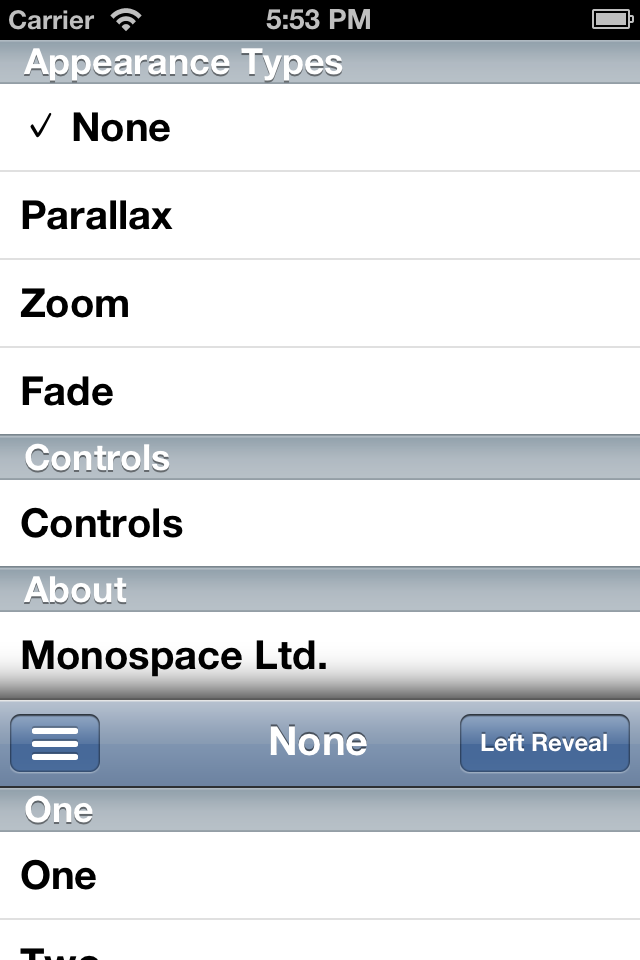 Carrier 5:53 PM
Appearance Types
✓ None
Parallax
Zoom
Fade
Controls
Controls
About
Monospace Ltd.
None Left Reveal
One
One
Two